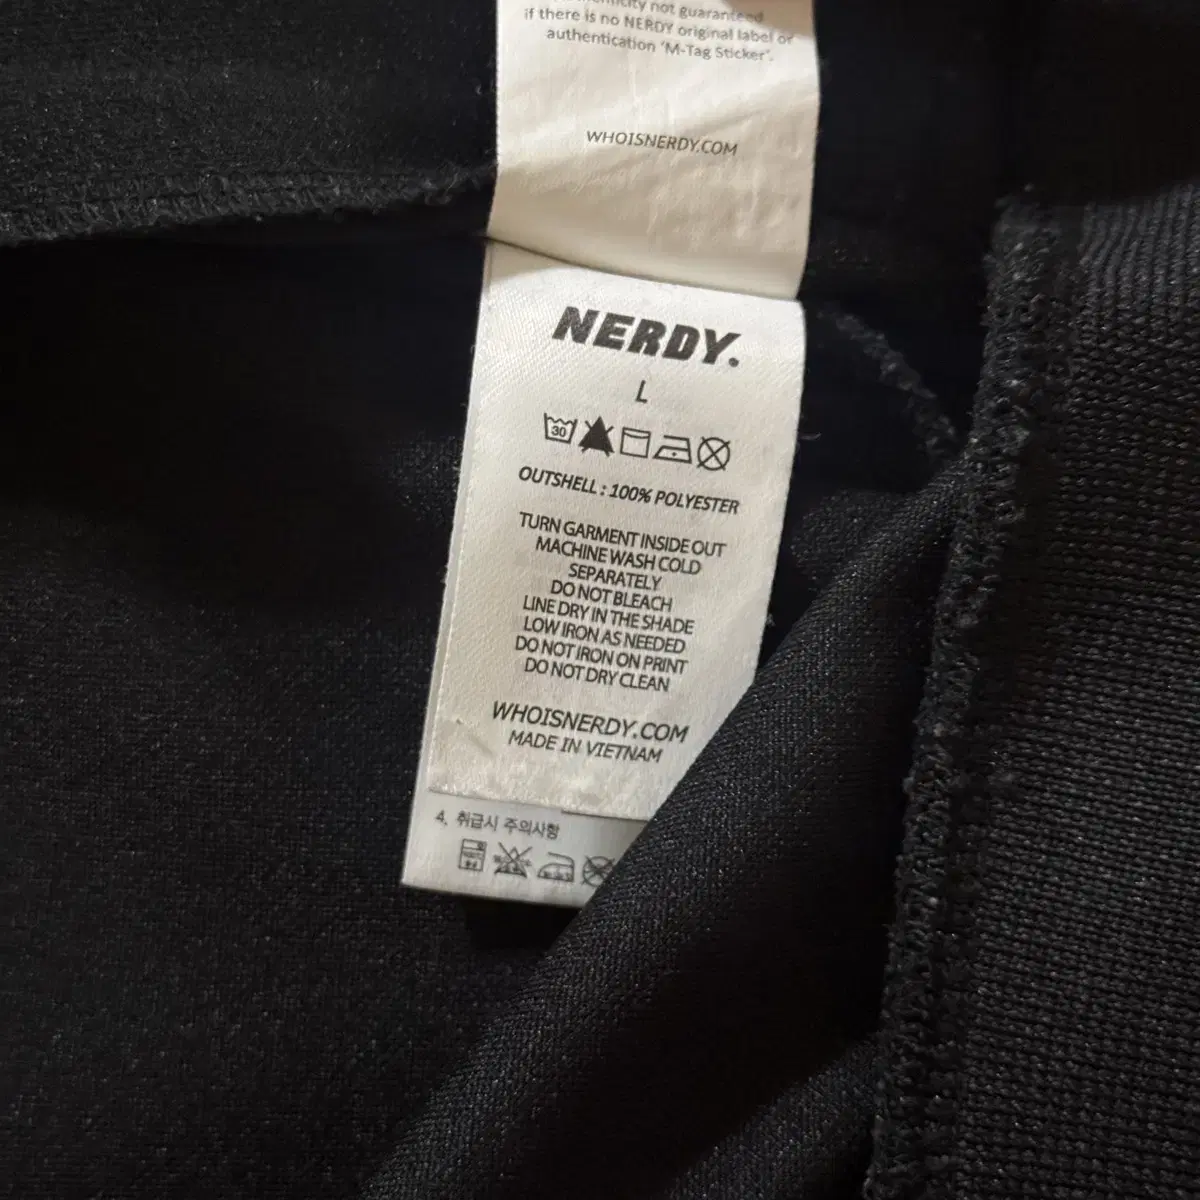 not guaranteed
if there is no NERDY original label or
authentication 'M-Tag Sticker'.
WHOISNERDY.COM
NERDY.
L
30
OUTSHELL : 100% POLYESTER
TURN GARMENT INSIDE OUT
MACHINE WASH COLD
SEPARATELY
DO NOT BLEACH
LINE DRY IN THE SHADE
LOW IRON AS NEEDED
DO NOT IRON ON PRINT
DO NOT DRY CLEAN
WHOISNERDY.COM
MADE IN VIETNAM
4. 취급시 주의사항